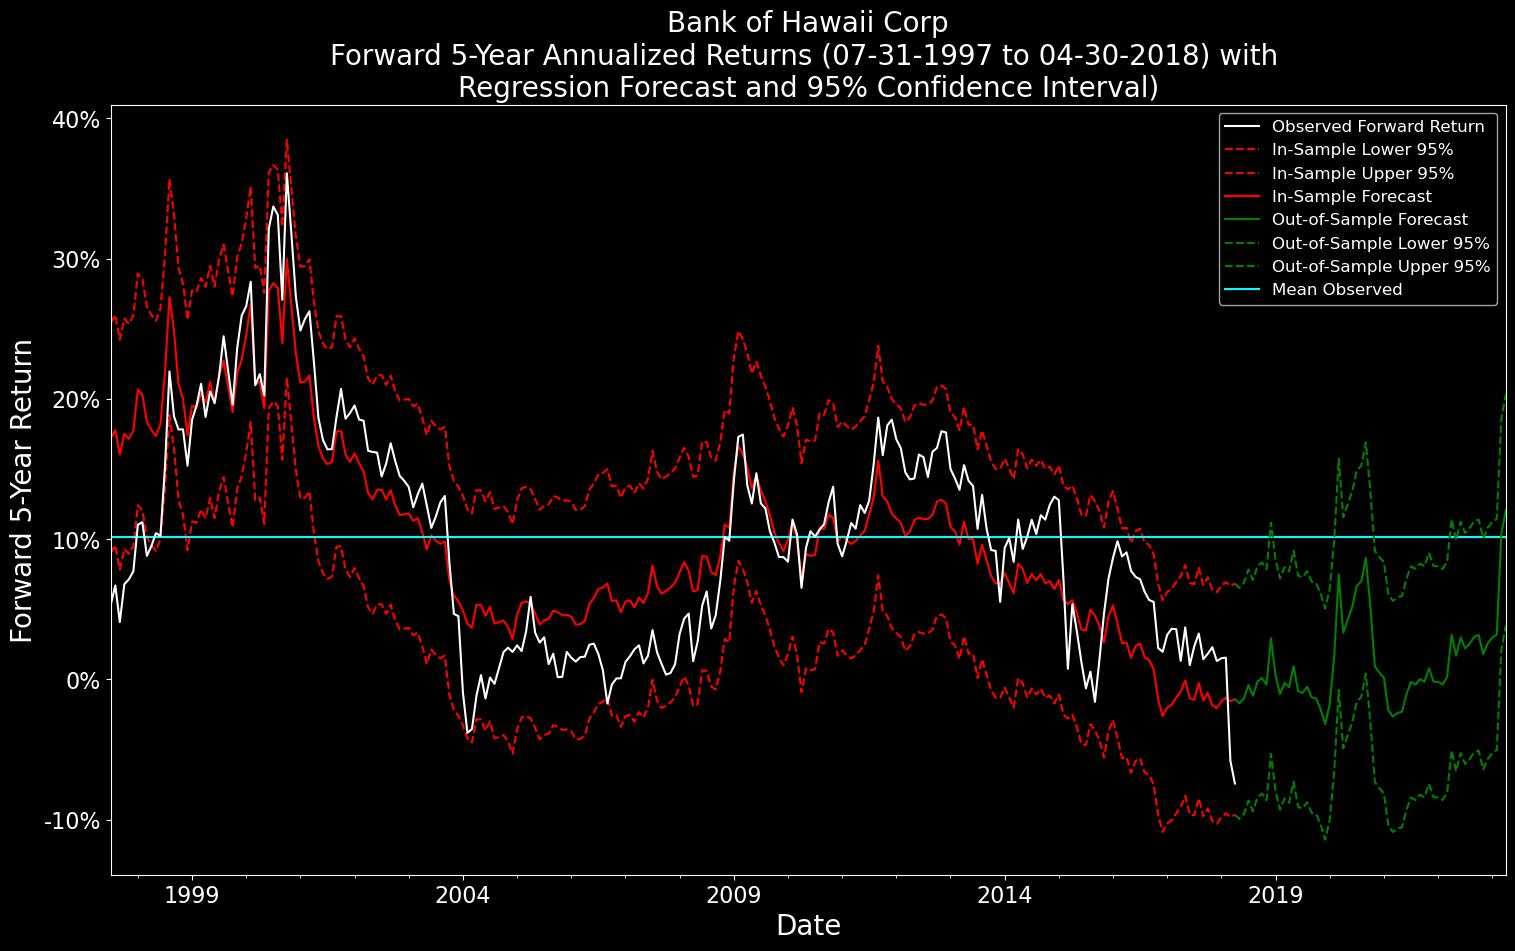 Bank of Hawaii Corp
Forward 5-Year Annualized Returns (07-31-1997 to 04-30-2018) with
Regression Forecast and 95% Confidence Interval)
Observed Forward Return
In-Sample Lower 95%
In-Sample Upper 95%
In-Sample Forecast
Out-of-Sample Forecast
Out-of-Sample Lower 95%
Out-of-Sample Upper 95%
Mean Observed
Forward 5-Year Return
40%
30%
20%
10%
0%
-10%
1999 2004 2009 2014 2019
Date